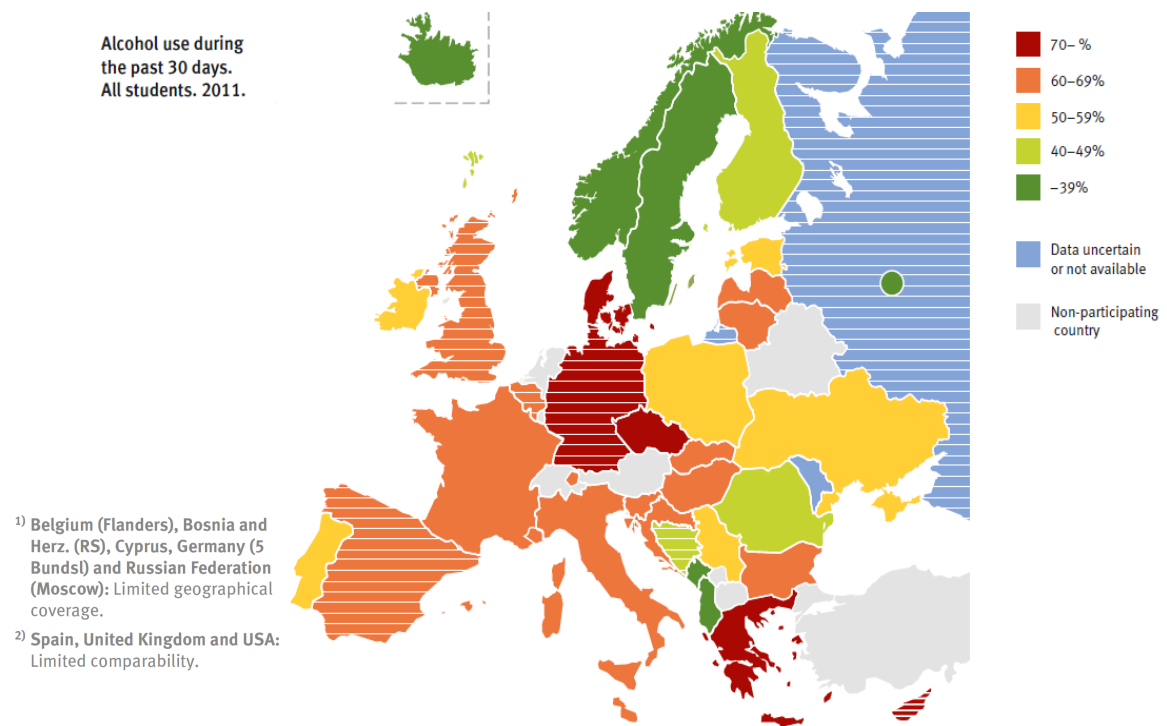 Alcohol use during
the past 30 days.
All students. 2011.
70– %
60–69%
50–59%
40–49%
–39%
Data uncertain
or not available
Non-participating
country
1) Belgium (Flanders), Bosnia and
Herz. (RS), Cyprus, Germany (5
Bundsl) and Russian Federation
(Moscow): Limited geographical
coverage.
2) Spain, United Kingdom and USA:
Limited comparability.